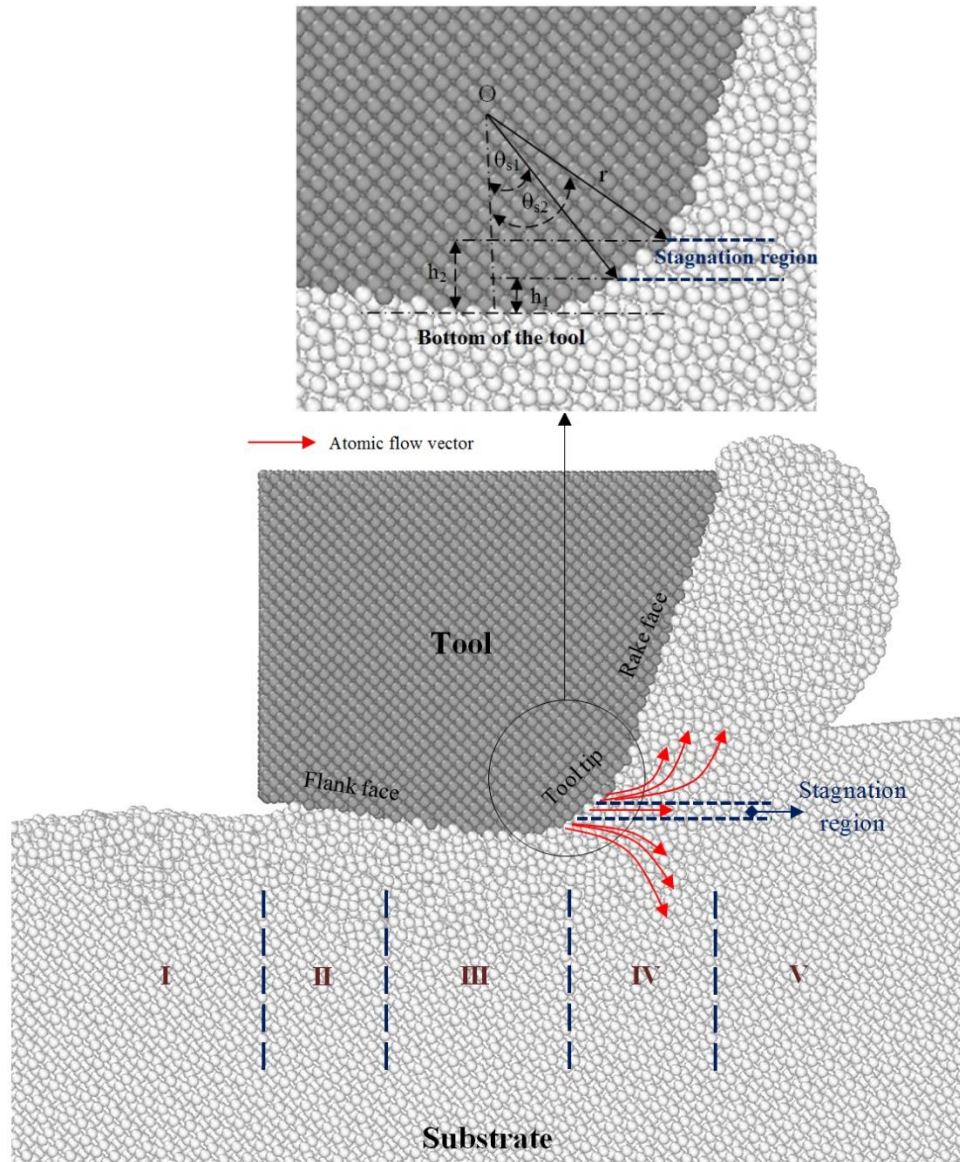 O
θs1
r
θs2
Stagnation region
h2
h1
Bottom of the tool
Atomic flow vector
Rake face
Tool
Tool tip
Flank face
Stagnation
region
I
II
III
IV
V
Substrate